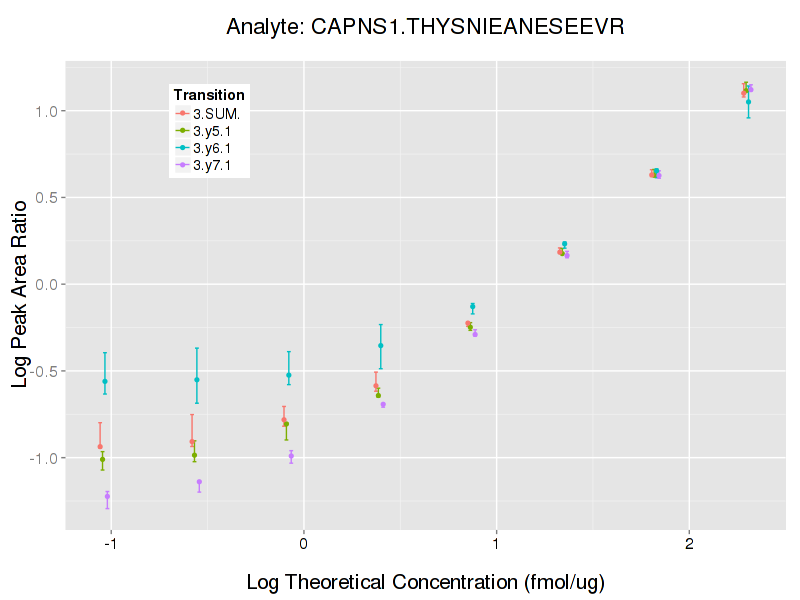 Analyte: CAPNS1.THYSNIEANESEEVR
Transition
3.SUM.
3.y5.1
3.y6.1
3.y7.1
Log Peak Area Ratio
1.0
0.5
0.0
-0.5
-1.0
-1 0 1 2
Log Theoretical Concentration (fmol/ug)